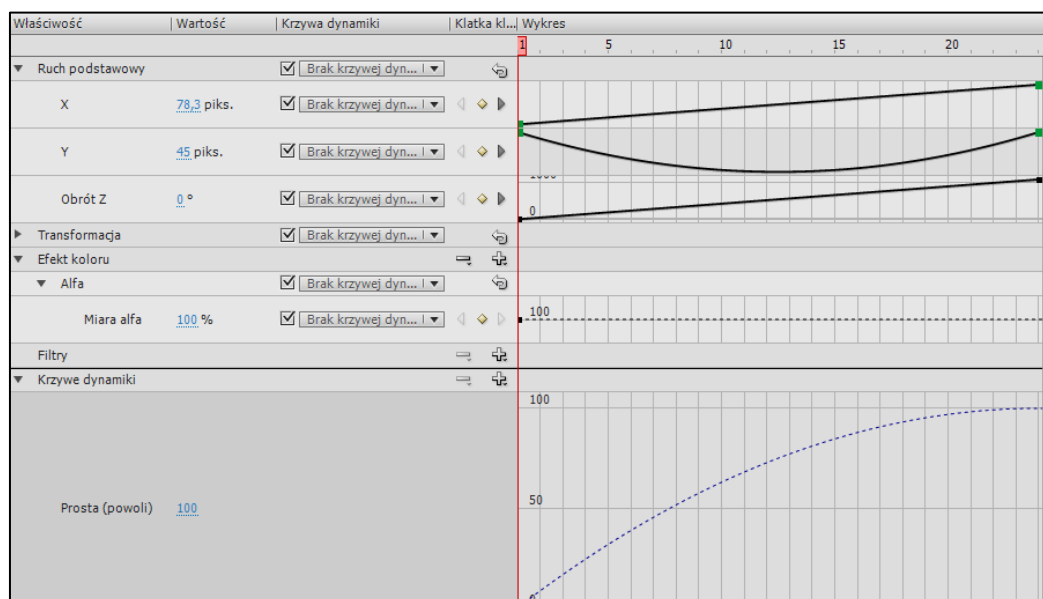 Właściwość Wartość Krzywa dynamiki Klatka kl... Wykres
1 5 10 15 20
Ruch podstawowy Brak krzywej dyn...
X 78,3 piks. Brak krzywej dyn...
Y 45 piks. Brak krzywej dyn...
1000
Obrót Z 0 ° Brak krzywej dyn...
0
Transformacja Brak krzywej dyn...
Efekt koloru
Alfa Brak krzywej dyn...
100
Miara alfa 100 % Brak krzywej dyn...
Filtry
Krzywe dynamiki
100
50
Prosta (powoli) 100
0